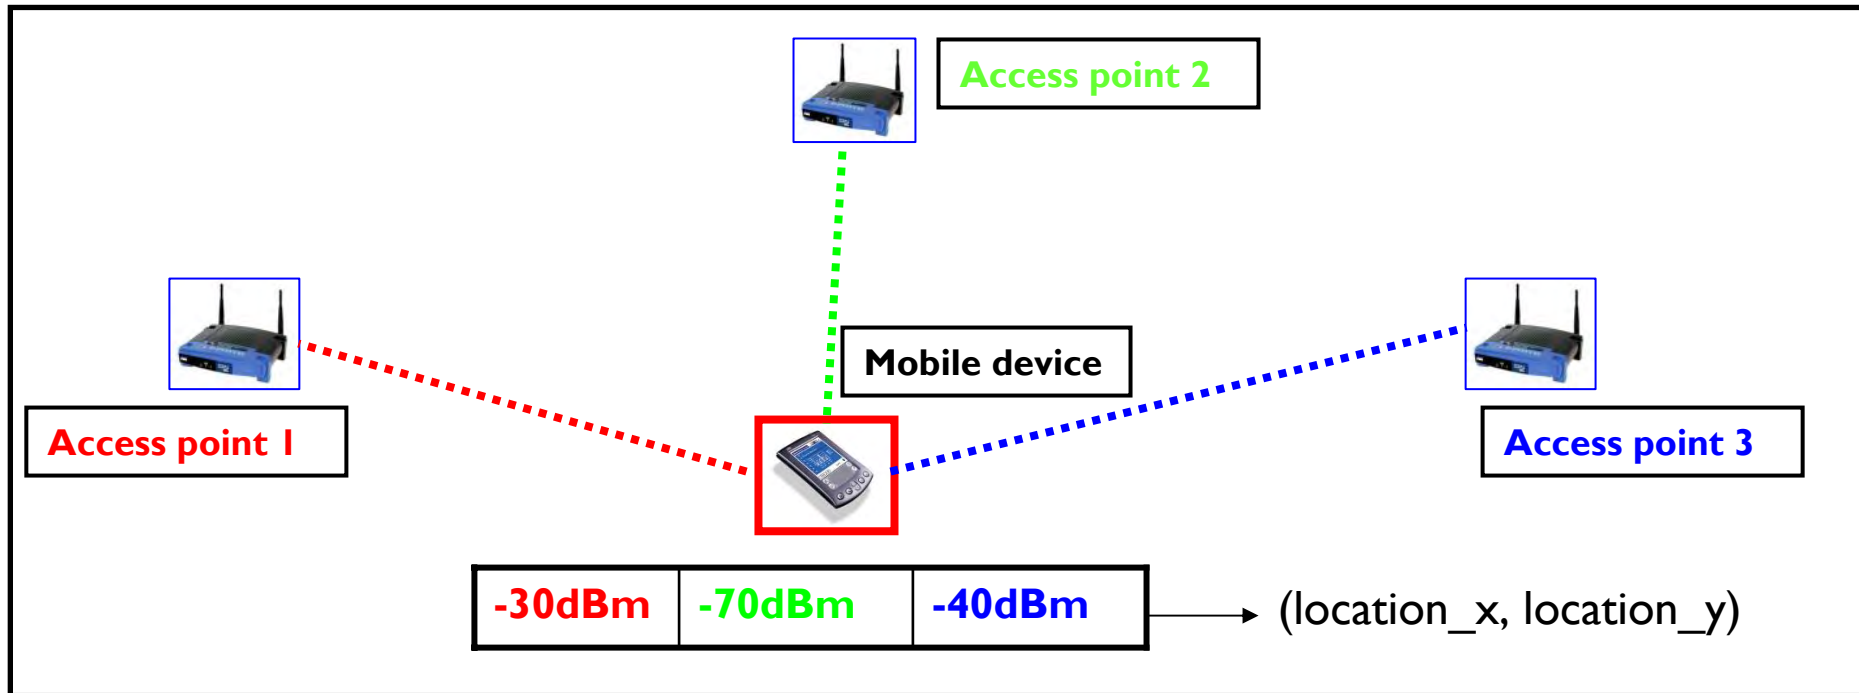 Access point 2
Mobile device
Access point 1
Access point 3
-30dBm -70dBm -40dBm (location_x, location_y)